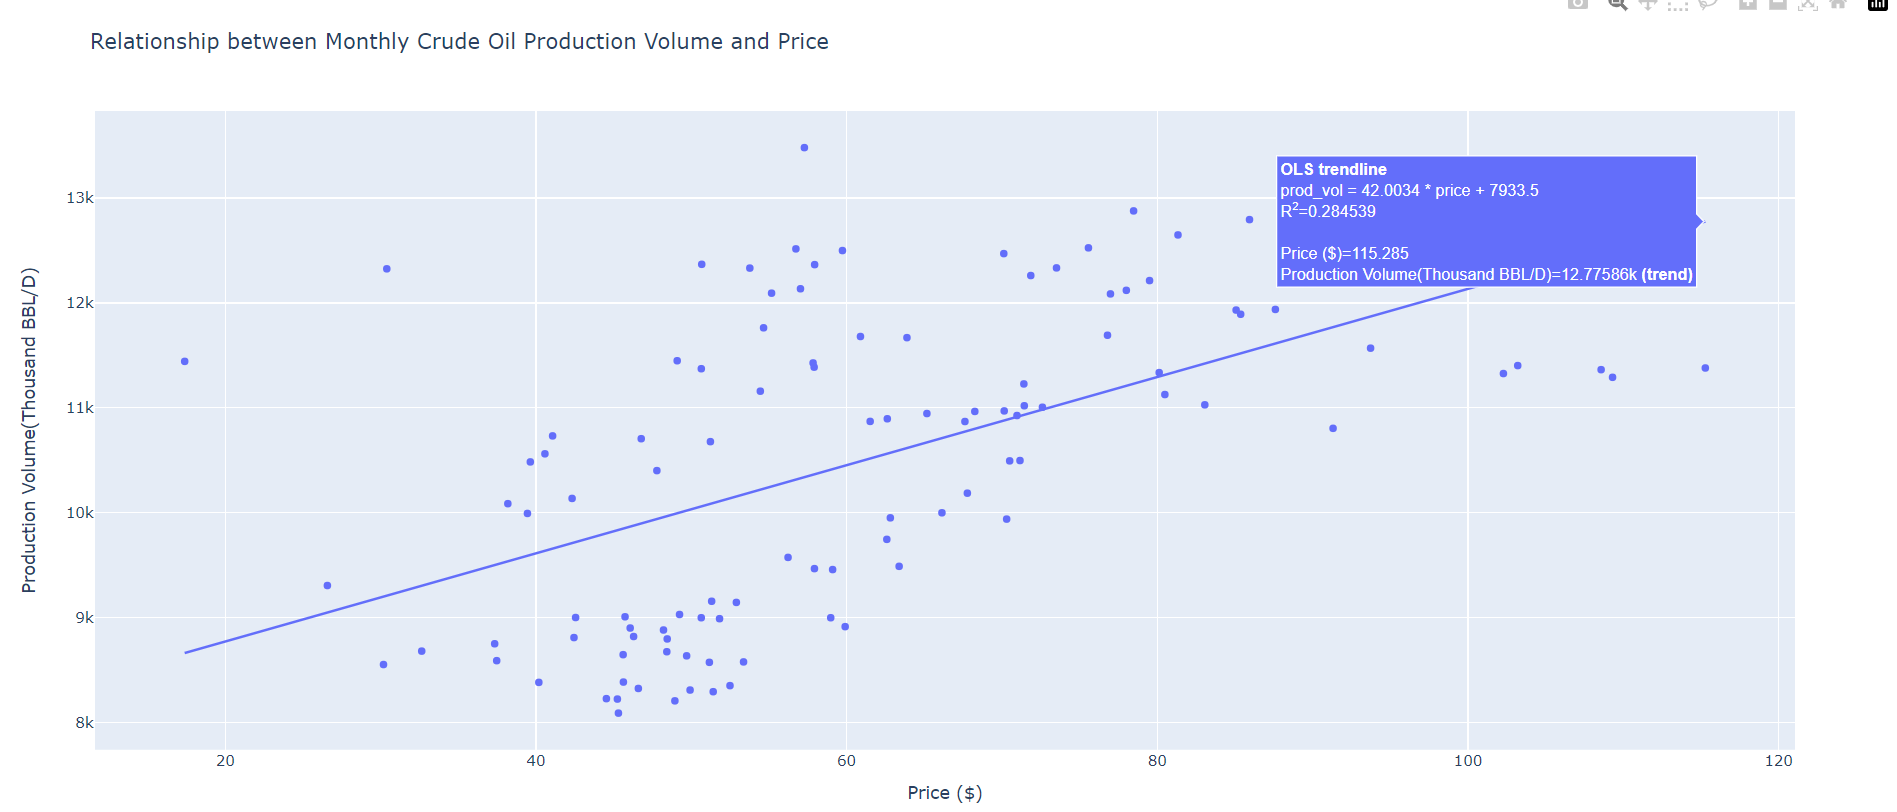 Relationship between Monthly Crude Oil Production Volume and Price
Production Volume(Thousand BBL/D)
13k
12k
11k
10k
9k
8k
OLS trendline
prod_vol = 42.0034 * price + 7933.5
R²=0.284539
Price ($)=115.285
Production Volume(Thousand BBL/D)=12.77586k (trend)
20 40 60 80 100 120
Price ($)